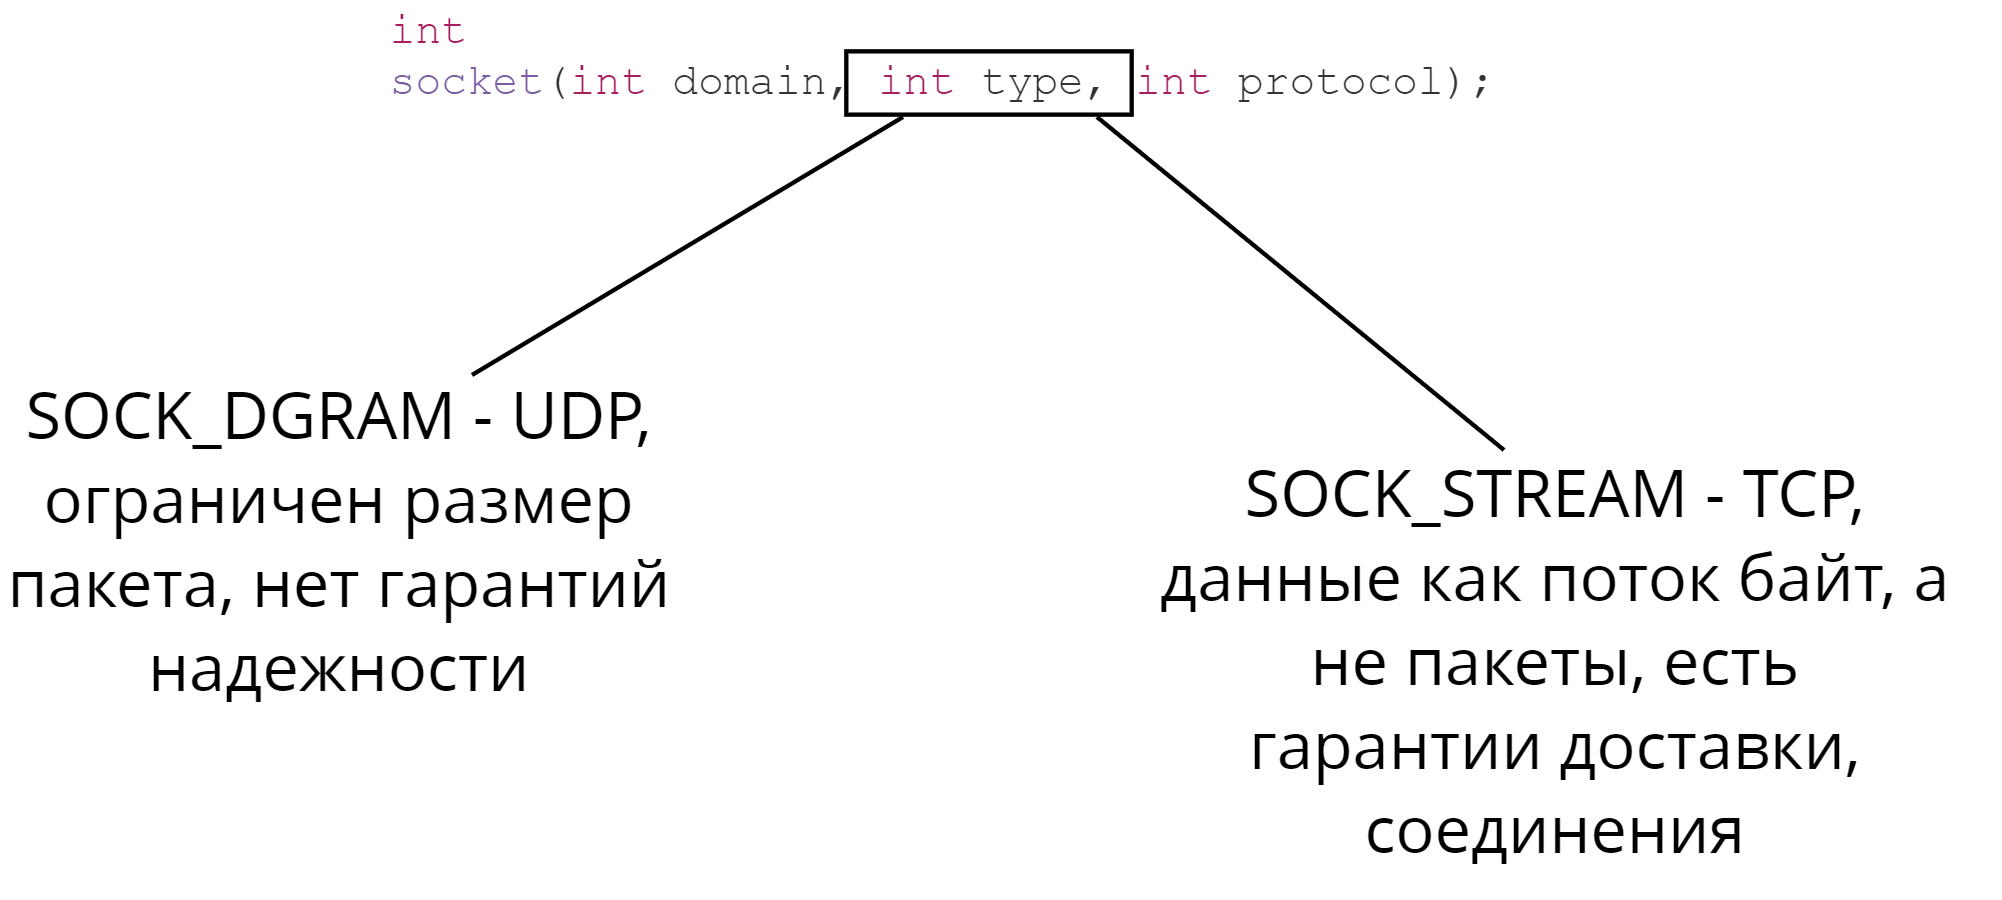 int
socket(int domain, int type, int protocol);
SOCK_DGRAM - UDP,
ограничен размер
пакета, нет гарантий
надежности
SOCK_STREAM - TCP,
данные как поток байт, а
не пакеты, есть
гарантии доставки,
соединения